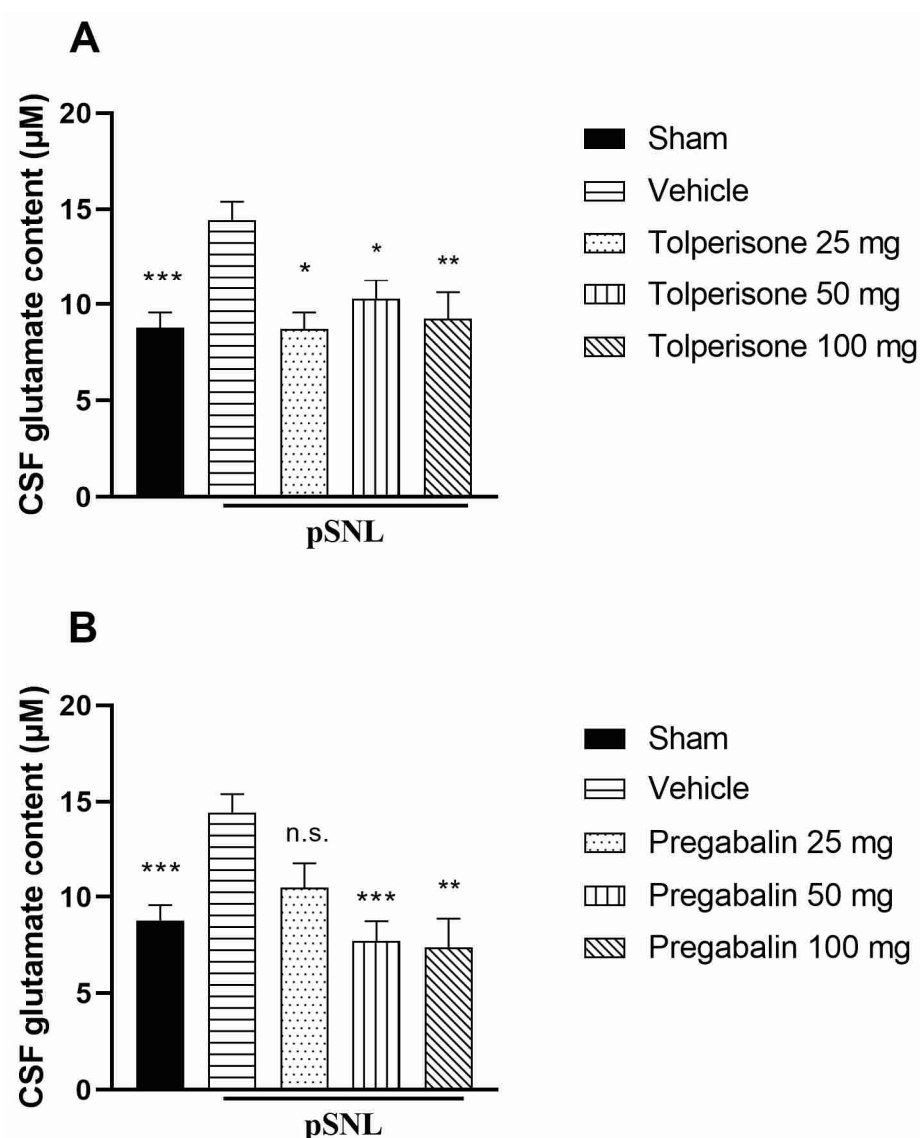 A
CSF glutamate content (µM)
20
15
10
5
0
***
*
*
**
pSNL
Sham
Vehicle
Tolperisone 25 mg
Tolperisone 50 mg
Tolperisone 100 mg
B
CSF glutamate content (µM)
20
15
10
5
0
***
n.s.
***
**
pSNL
Sham
Vehicle
Pregabalin 25 mg
Pregabalin 50 mg
Pregabalin 100 mg